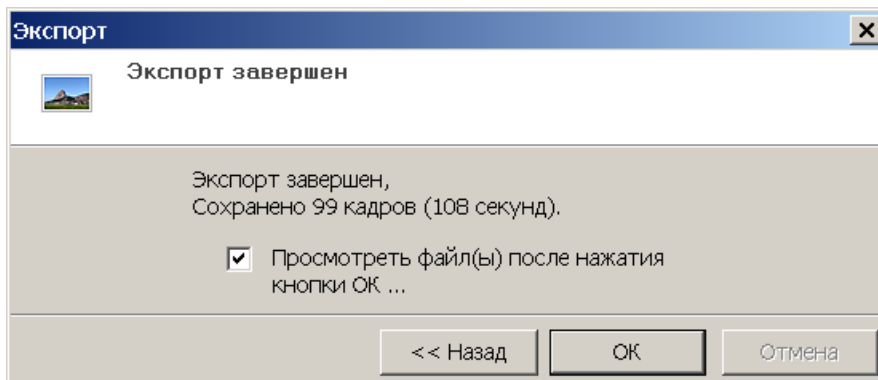 Экспорт
Экспорт завершен
Экспорт завершен,
Сохранено 99 кадров (108 секунд).
Просмотреть файл(ы) после нажатия
кнопки ОК ...
<< Назад
ОК
Отмена